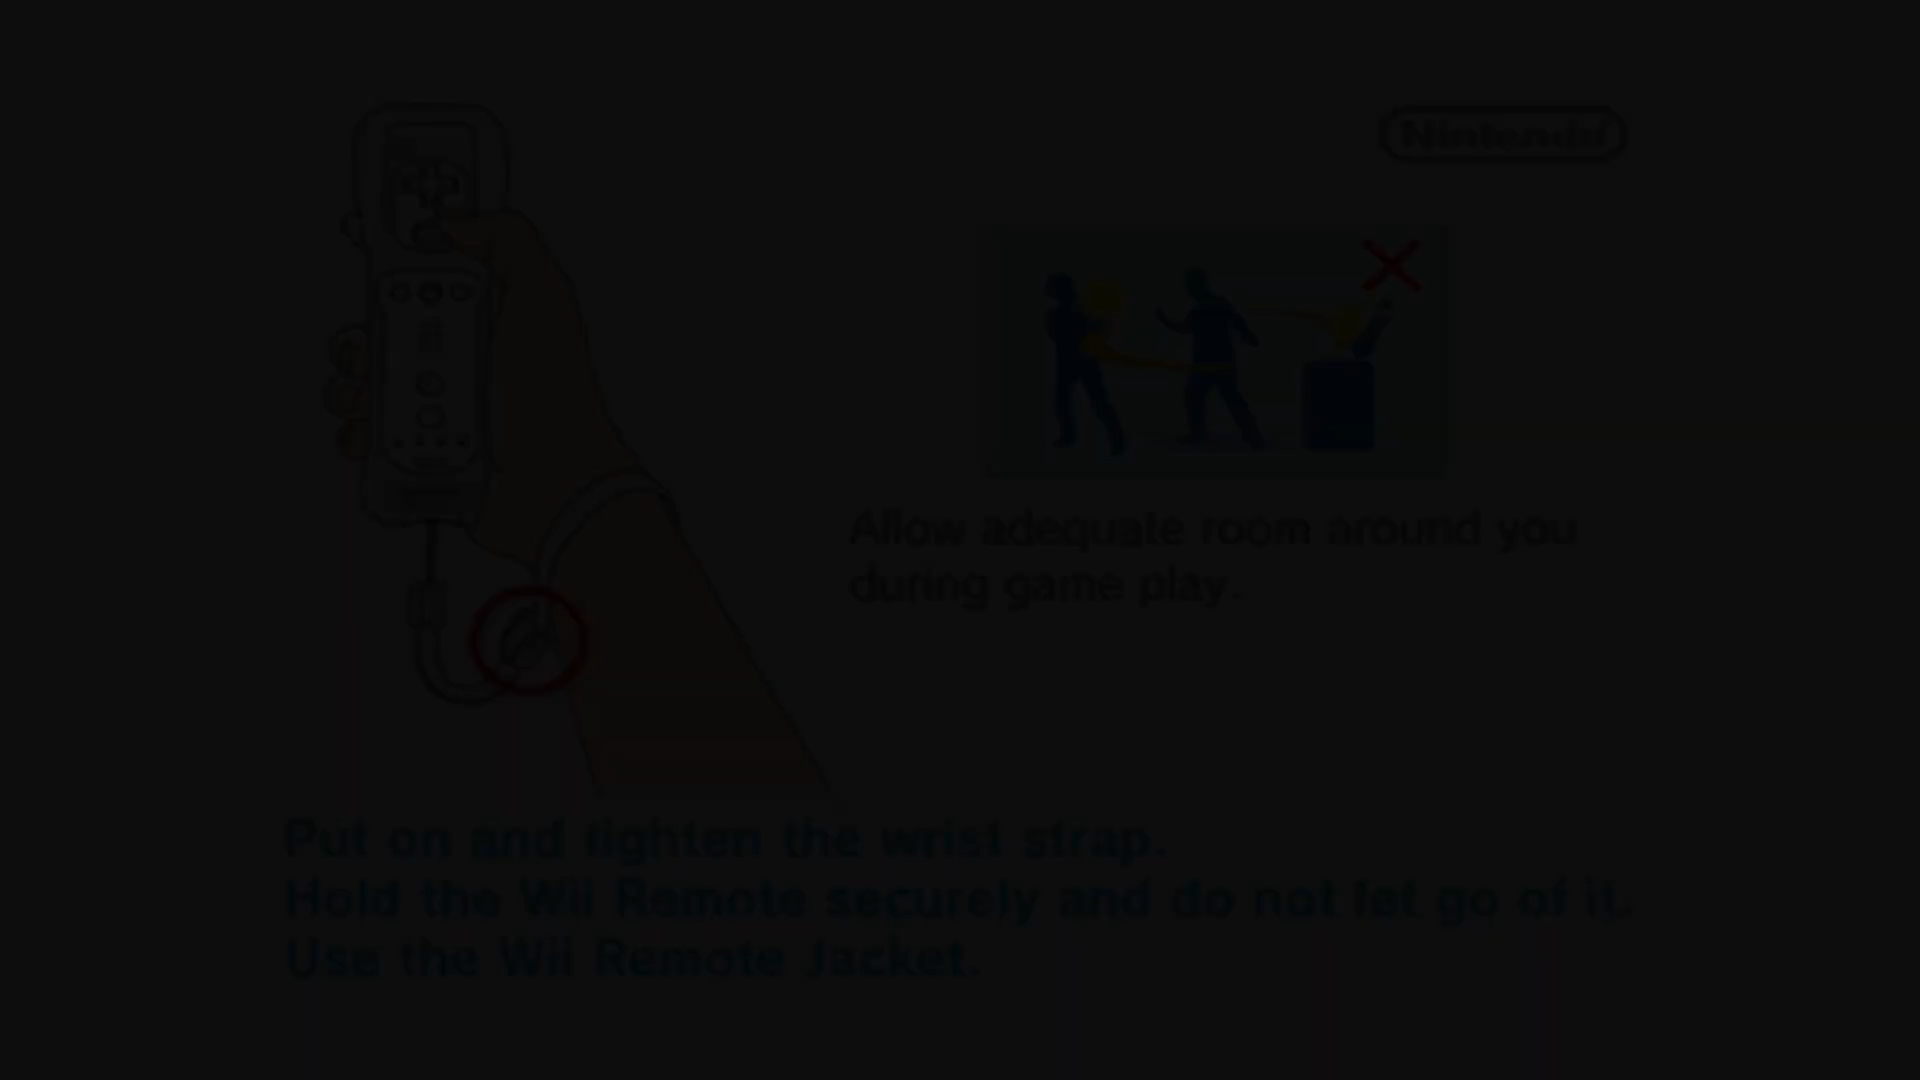 Nintendo
Allow adequate room around you
during game play.
Put on and tighten the wrist strap.
Hold the Wii Remote securely and do not let go of it.
Use the Wii Remote Jacket.